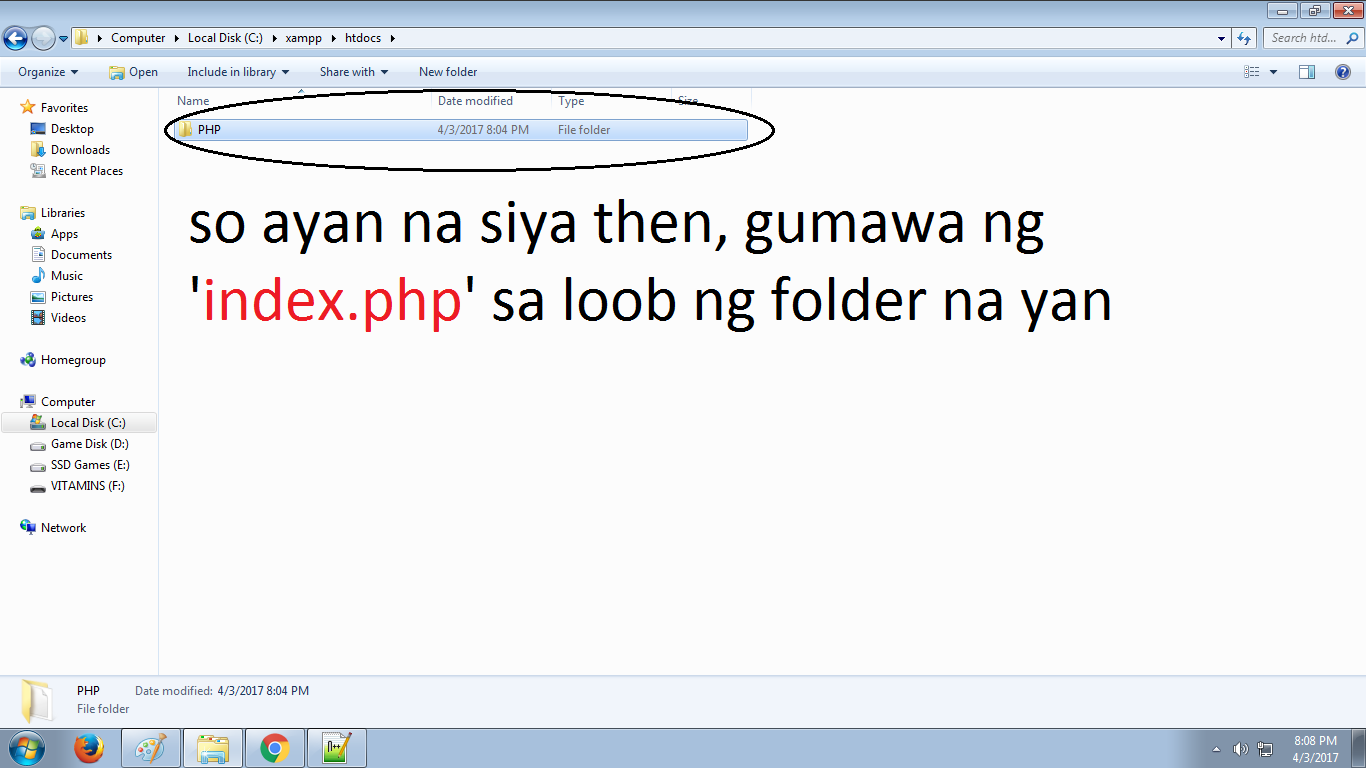 Computer Local Disk (C:) xampp htdocs
Search htd...
Organize Open Include in library Share with New folder
Name Date modified Type Size
PHP 4/3/2017 8:04 PM File folder
Favorites
Desktop
Downloads
Recent Places
Libraries
Apps
Documents
Music
Pictures
Videos
Homegroup
Computer
Local Disk (C:)
Game Disk (D:)
SSD Games (E:)
VITAMINS (F:)
Network
so ayan na siya then, gumawa ng
'index.php' sa loob ng folder na yan
PHP Date modified: 4/3/2017 8:04 PM
File folder
8:08 PM
4/3/2017